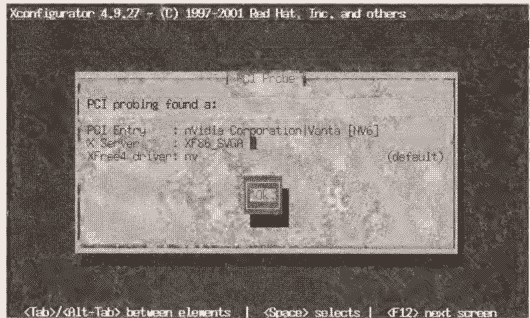 Xconfigurator 4.9.27 - (C) 1997-2001 Red Hat, Inc. and others
PCI Probe
PCI probing found a:
PCI Entry : nVidia Corporation|Vanta [NV6]
X Server : XF86_SVGA
XFree4 driver: nv (default)
Ok
<Tab>/<Alt-Tab> between elements | <Space> selects | <F12> next screen